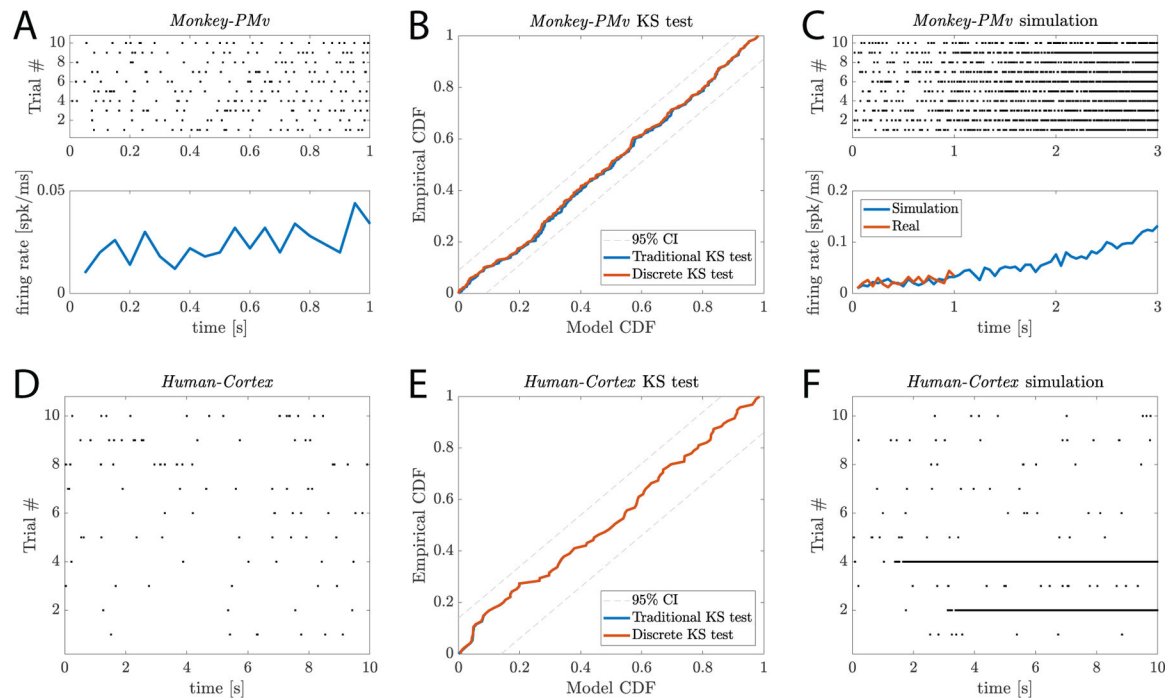 A
Monkey-PMv
Trial #
10
8
6
4
2
0 0.2 0.4 0.6 0.8 1
firing rate [spk/ms]
0.05
0
0 0.2 0.4 0.6 0.8 1
time [s]
B
Monkey-PMv KS test
Empirical CDF
1
0.8
0.6
0.4
0.2
0
95% CI
Traditional KS test
Discrete KS test
0 0.2 0.4 0.6 0.8 1
Model CDF
C
Monkey-PMv simulation
Trial #
10
8
6
4
2
0 1 2 3
firing rate [spk/ms]
0.2
0.1
0
Simulation
Real
0 1 2 3
time [s]
D
Human-Cortex
Trial #
10
8
6
4
2
0 2 4 6 8 10
time [s]
E
Human-Cortex KS test
Empirical CDF
1
0.8
0.6
0.4
0.2
0
95% CI
Traditional KS test
Discrete KS test
0 0.2 0.4 0.6 0.8 1
Model CDF
F
Human-Cortex simulation
Trial #
10
8
6
4
2
0 2 4 6 8 10
time [s]